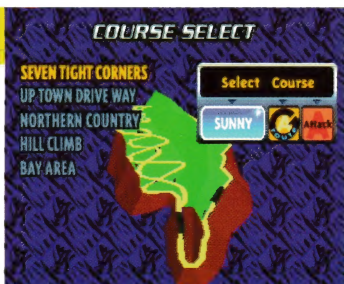 COURSE SELECT
SEVEN TIGHT CORNERS
UP TOWN DRIVE WAY
NORTHERN COUNTRY
HILL CLIMB
BAY AREA
Select Course
SUNNY
Attack